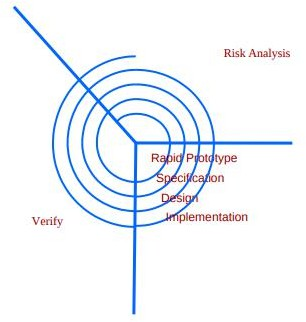 Risk Analysis
Rapid Prototype
Specification
Design
Implementation
Verify